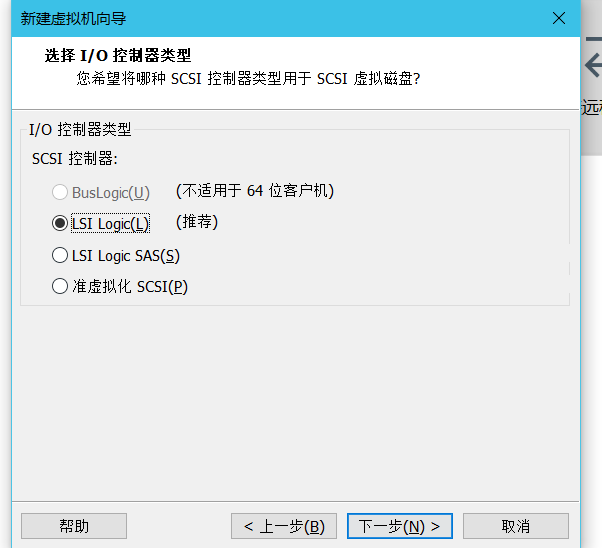 新建虚拟机向导
选择 I/O 控制器类型
您希望将哪种 SCSI 控制器类型用于 SCSI 虚拟磁盘?
I/O 控制器类型
SCSI 控制器:
BusLogic(U) (不适用于 64 位客户机)
LSI Logic(L) (推荐)
LSI Logic SAS(S)
准虚拟化 SCSI(P)
帮助 < 上一步(B) 下一步(N) > 取消